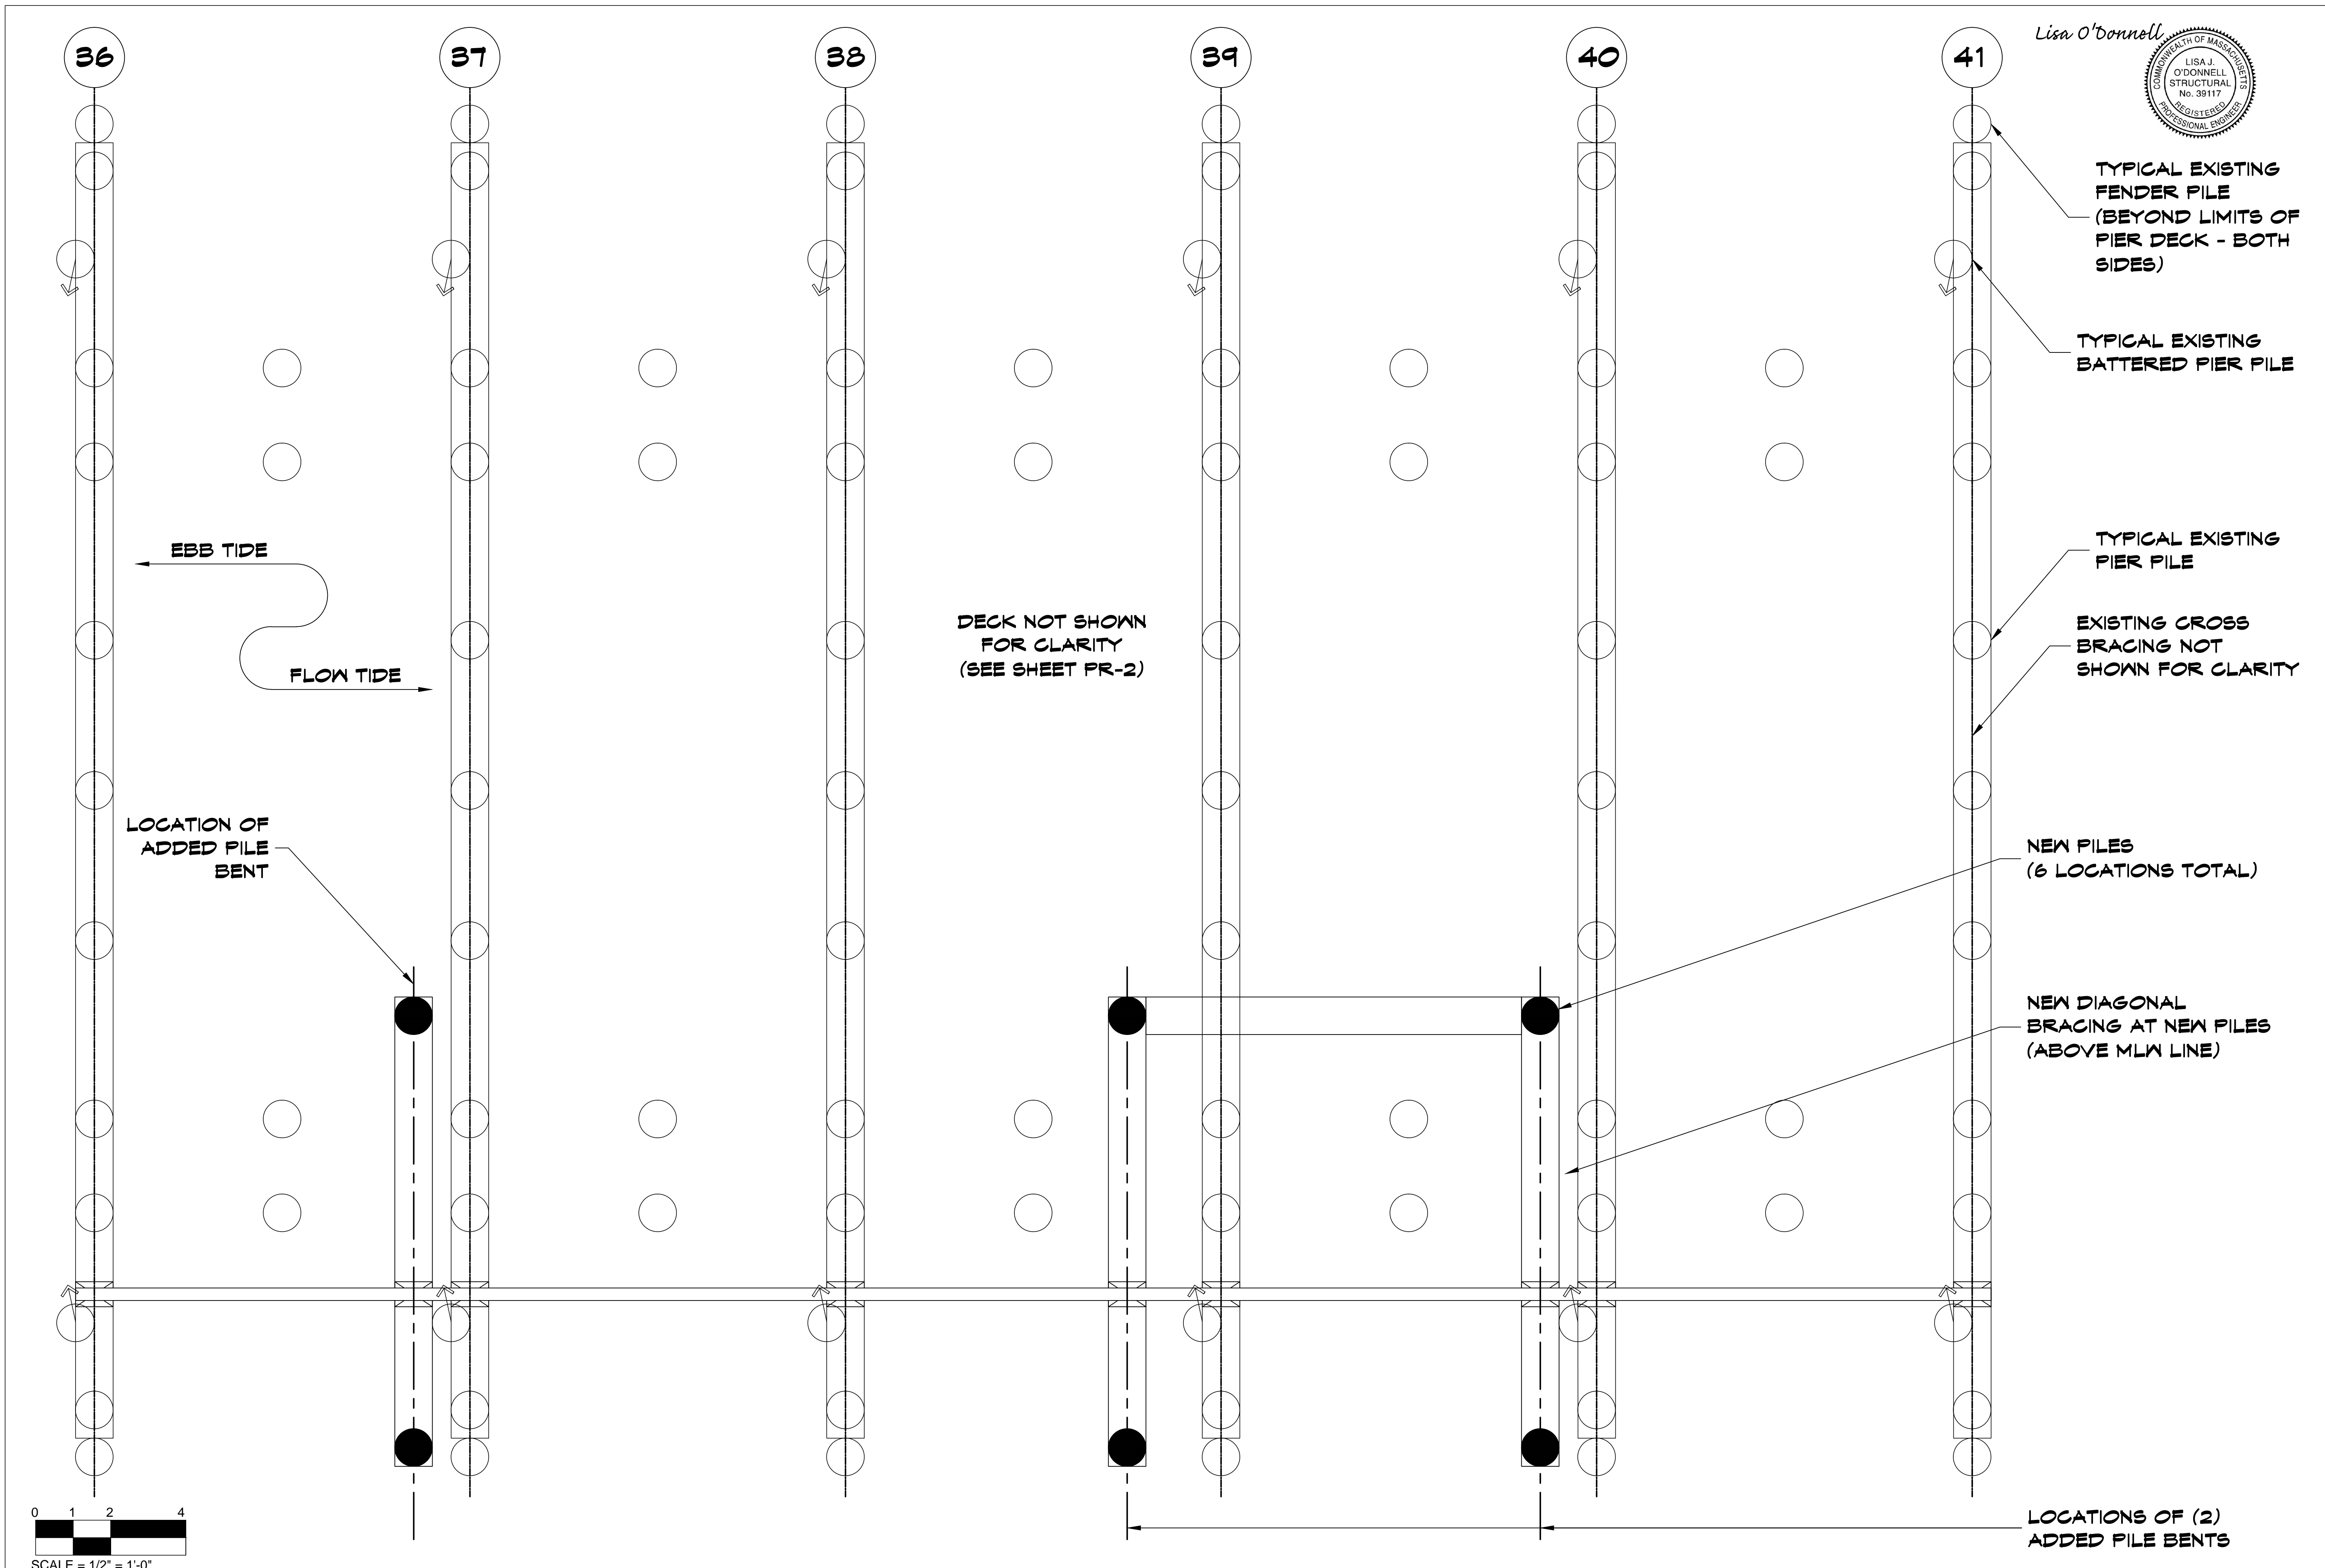 36
37
38
39
40
41
Lisa O'Donnell
COMMONWEALTH OF MASSACHUSETTS
LISA J.
O'DONNELL
STRUCTURAL
No. 39117
REGISTERED
PROFESSIONAL ENGINEER
TYPICAL EXISTING
FENDER PILE
(BEYOND LIMITS OF
PIER DECK - BOTH
SIDES)
TYPICAL EXISTING
BATTERED PIER PILE
EBB TIDE
FLOW TIDE
DECK NOT SHOWN
FOR CLARITY
(SEE SHEET PR-2)
TYPICAL EXISTING
PIER PILE
EXISTING CROSS
BRACING NOT
SHOWN FOR CLARITY
LOCATION OF
ADDED PILE
BENT
NEW PILES
(6 LOCATIONS TOTAL)
NEW DIAGONAL
BRACING AT NEW PILES
(ABOVE MLW LINE)
0 1 2 4
SCALE = 1/2" = 1'-0"
LOCATIONS OF (2)
ADDED PILE BENTS